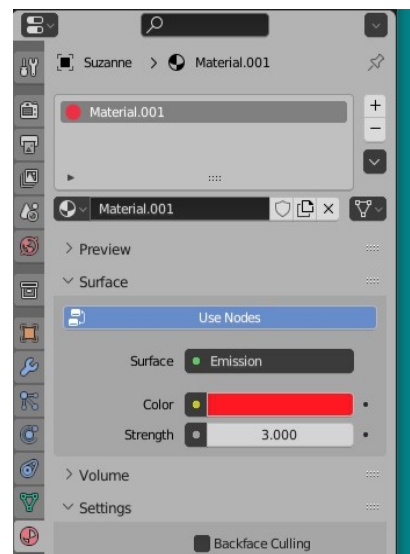 Suzanne > Material.001
Material.001
Material.001
Preview
Surface
Use Nodes
Surface Emission
Color
Strength 3.000
Volume
Settings
Backface Culling